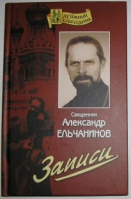 Священник
Александр
ЕЛЬЧАНИНОВ
Записи